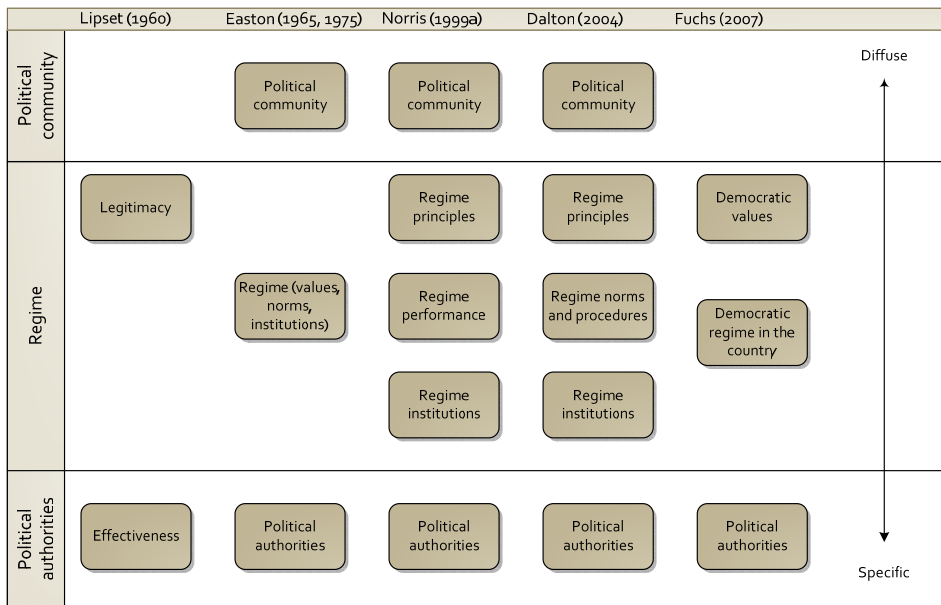 Lipset (1960) Easton (1965, 1975) Norris (1999a) Dalton (2004) Fuchs (2007)
Political
community
Political
community
Political
community
Political
community
Diffuse
Regime
Legitimacy
Regime
principles
Regime
principles
Democratic
values
Regime (values,
norms,
institutions)
Regime
performance
Regime norms
and procedures
Democratic
regime in the
country
Regime
institutions
Regime
institutions
Political
authorities
Effectiveness
Political
authorities
Political
authorities
Political
authorities
Political
authorities
Specific